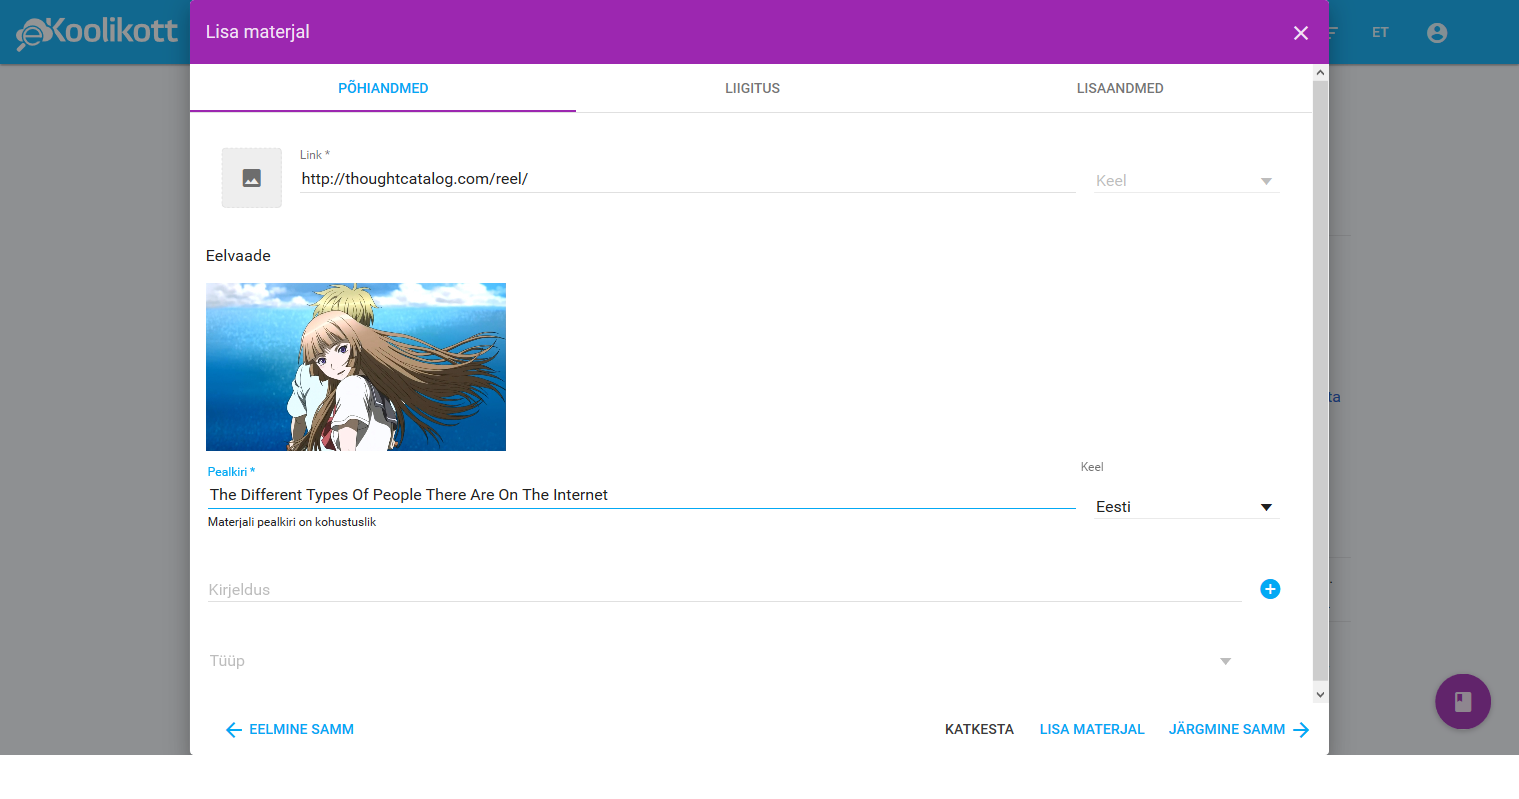 eKoolikott
Lisa materjal
ET
PÕHIANDMED
LIIGITUS
LISAANDMED
Link *
http://thoughtcatalog.com/reel/
Keel
Eelvaade
Pealkiri *
Keel
The Different Types Of People There Are On The Internet
Eesti
Materjali pealkiri on kohustuslik
Kirjeldus
Tüüp
EELMINE SAMM
KATKESTA
LISA MATERJAL
JÄRGMINE SAMM